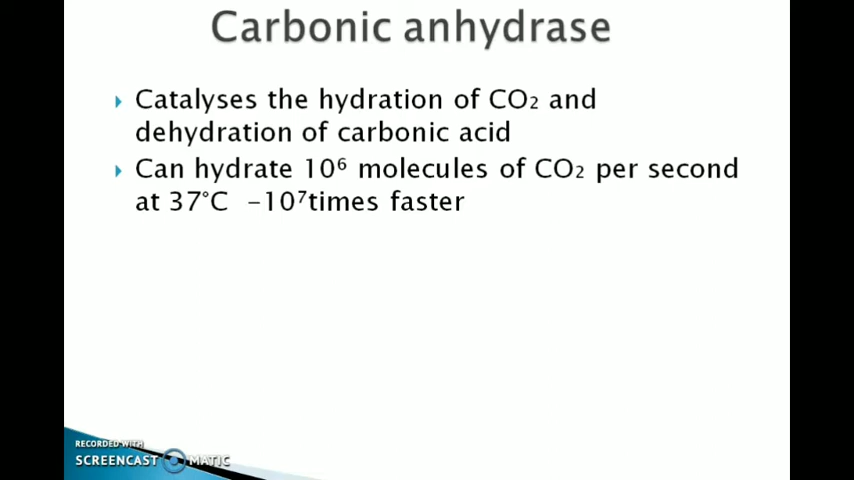 Carbonic anhydrase
Catalyses the hydration of CO₂ and
dehydration of carbonic acid
Can hydrate 10⁶ molecules of CO₂ per second
at 37°C –10⁷times faster
RECORDED WITH
SCREENCAST MATIC